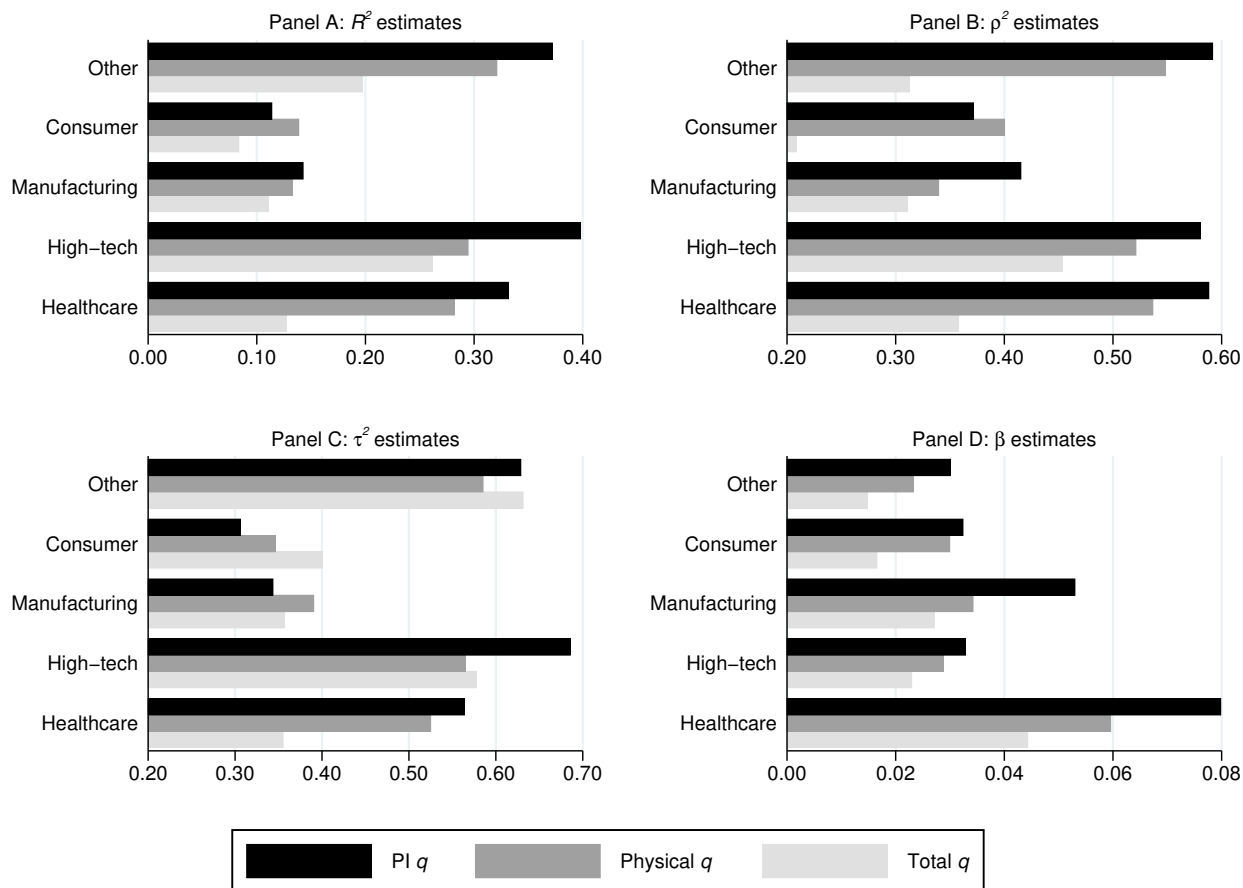 Panel A: R² estimates
Other
Consumer
Manufacturing
High−tech
Healthcare
0.00 0.10 0.20 0.30 0.40
Panel B: ρ² estimates
Other
Consumer
Manufacturing
High−tech
Healthcare
0.20 0.30 0.40 0.50 0.60
Panel C: τ² estimates
Other
Consumer
Manufacturing
High−tech
Healthcare
0.20 0.30 0.40 0.50 0.60 0.70
Panel D: β estimates
Other
Consumer
Manufacturing
High−tech
Healthcare
0.00 0.02 0.04 0.06 0.08
PI q Physical q Total q